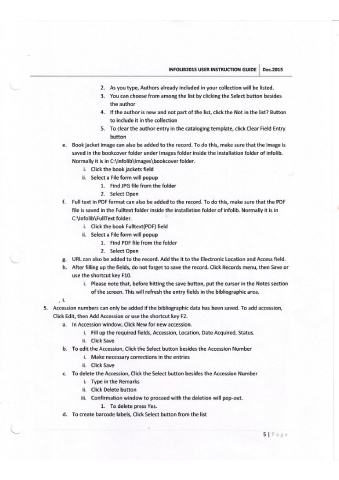 INFOLIB2015 USER INSTRUCTION GUIDE | Dec.2015
2. As you type, Authors already included in your collection will be listed.
3. You can choose from among the list by clicking the Select button besides
the author
4. If the author is new and not part of the list, click the Not in the list? Button
to include it in the collection
5. To clear the author entry in the cataloging template, click Clear Field Entry
button
e. Book jacket image can also be added to the record. To do this, make sure that the image is
saved in the bookcover folder under Images folder inside the installation folder of infolib.
Normally it is in C:\Infolib\Images\bookcover folder.
i. Click the book jackets field
ii. Select a File form will popup
1. Find JPG file from the folder
2. Select Open
f. Full text in PDF format can also be added to the record. To do this, make sure that the PDF
file is saved in the Fulltext folder inside the installation folder of infolib. Normally it is in
C:\Infolib\FullText folder.
i. Click the book Fulltext(PDF) field
ii. Select a File form will popup
1. Find PDF file from the folder
2. Select Open
g. URL can also be added to the record. Add the it to the Electronic Location and Access field.
h. After filling up the fields, do not forget to save the record. Click Records menu, then Save or
use the shortcut key F10.
i. Please note that, before hitting the save button, put the cursor in the Notes section
of the screen. This will refresh the entry fields in the bibliographic area.
, i.
5. Accession numbers can only be added if the bibliographic data has been saved. To add accession,
Click Edit, then Add Accession or use the shortcut key F2.
a. In Accession window, Click New for new accession.
i. Fill up the required fields, Accession, Location, Date Acquired, Status.
ii. Click Save
b. To edit the Accession, Click the Select button besides the Accession Number
i. Make necessary corrections in the entries
ii. Click Save
c. To delete the Accession, Click the Select button besides the Accession Number
i. Type in the Remarks
ii. Click Delete button
iii. Confirmation window to proceed with the deletion will pop-out.
1. To delete press Yes.
d. To create barcode labels, Click Select button from the list
5 | Page